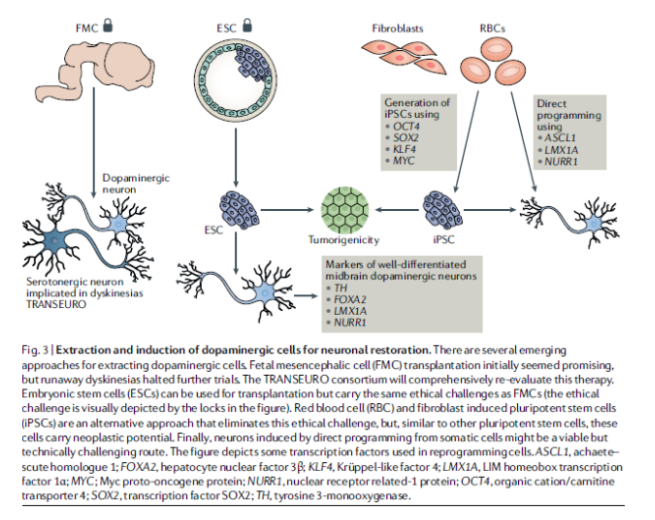 FMC
ESC
Fibroblasts
RBCs
Generation of
iPSCs using
• OCT4
• SOX2
• KLF4
• MYC
Direct
programming
using
• ASCL1
• LMX1A
• NURR1
Dopaminergic
neuron
ESC
Tumorigenicity
iPSC
Serotonergic neuron
implicated in dyskinesias
TRANSEURO
Markers of well-differentiated
midbrain dopaminergic neurons
• TH
• FOXA2
• LMX1A
• NURR1
Fig. 3 | Extraction and induction of dopaminergic cells for neuronal restoration. There are several emerging
approaches for extracting dopaminergic cells. Fetal mesencephalic cell (FMC) transplantation initially seemed promising,
but runaway dyskinesias halted further trials. The TRANSEURO consortium will comprehensively re-evaluate this therapy.
Embryonic stem cells (ESCs) can be used for transplantation but carry the same ethical challenges as FMCs (the ethical
challenge is visually depicted by the locks in the figure). Red blood cell (RBC) and fibroblast induced pluripotent stem cells
(iPSCs) are an alternative approach that eliminates this ethical challenge, but, similar to other pluripotent stem cells, these
cells carry neoplastic potential. Finally, neurons induced by direct programming from somatic cells might be a viable but
technically challenging route. The figure depicts some transcription factors used in reprogramming cells. ASCL1, achaete–
scute homologue 1; FOXA2, hepatocyte nuclear factor 3β; KLF4, Krüppel-like factor 4; LMX1A, LIM homeobox transcription
factor 1a; MYC; Myc proto-oncogene protein; NURR1, nuclear receptor related-1 protein; OCT4, organic cation/carnitine
transporter 4; SOX2, transcription factor SOX2; TH, tyrosine 3-monooxygenase.